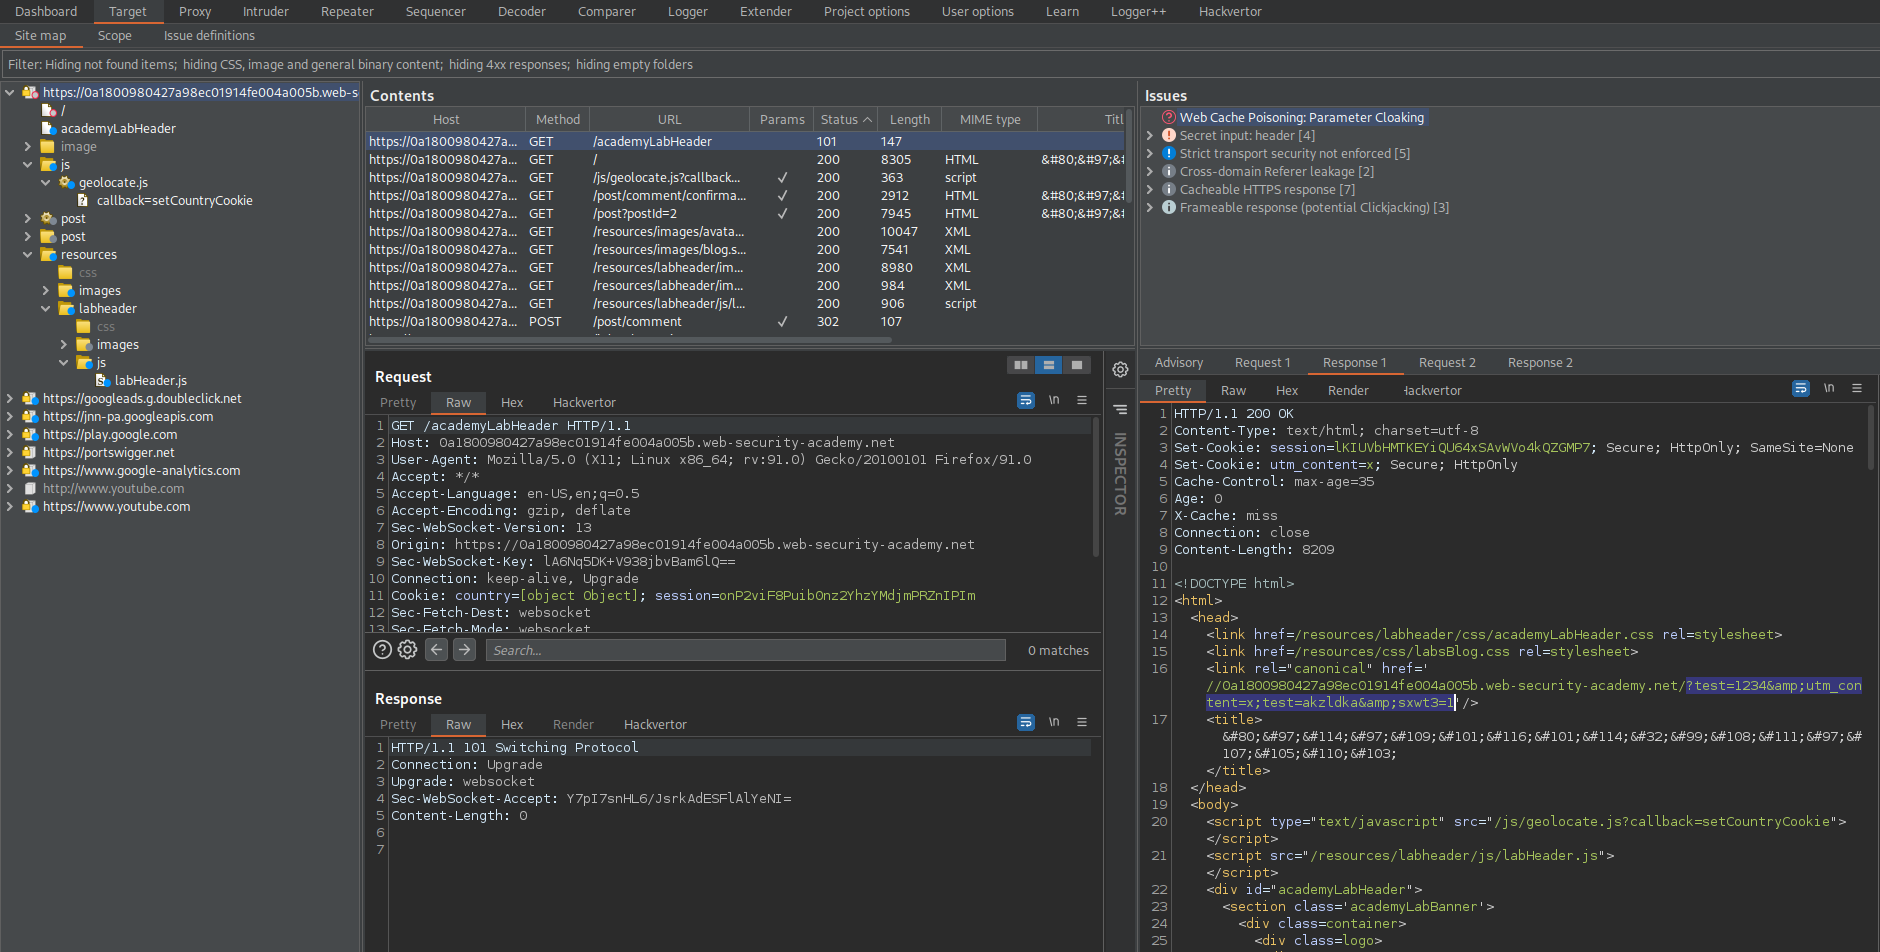 Dashboard Target Proxy Intruder Repeater Sequencer Decoder Comparer Logger Extender Project options User options Learn Logger++ Hackvertor
Site map Scope Issue definitions
Filter: Hiding not found items; hiding CSS, image and general binary content; hiding 4xx responses; hiding empty folders
https://0a1800980427a98ec01914fe004a005b.web-s
/
academyLabHeader
image
js
geolocate.js
callback=setCountryCookie
post
post
resources
css
images
labheader
css
images
js
labHeader.js
https://googleads.g.doubleclick.net
https://jnn-pa.googleapis.com
https://play.google.com
https://portswigger.net
https://www.google-analytics.com
http://www.youtube.com
https://www.youtube.com
Contents
Host Method URL Params Status Length MIME type Titl
https://0a1800980427a... GET /academyLabHeader 101 147
https://0a1800980427a... GET / 200 8305 HTML &#80;&#97;&#
https://0a1800980427a... GET /js/geolocate.js?callback... ✓ 200 363 script
https://0a1800980427a... GET /post/comment/confirma... ✓ 200 2912 HTML &#80;&#97;&#
https://0a1800980427a... GET /post?postId=2 ✓ 200 7945 HTML &#80;&#97;&#
https://0a1800980427a... GET /resources/images/avata... 200 10047 XML
https://0a1800980427a... GET /resources/images/blog.s... 200 7541 XML
https://0a1800980427a... GET /resources/labheader/im... 200 8980 XML
https://0a1800980427a... GET /resources/labheader/im... 200 984 XML
https://0a1800980427a... GET /resources/labheader/js/l... 200 906 script
https://0a1800980427a... POST /post/comment ✓ 302 107
Request
Pretty Raw Hex Hackvertor \n
1 GET /academyLabHeader HTTP/1.1
2 Host: 0a1800980427a98ec01914fe004a005b.web-security-academy.net
3 User-Agent: Mozilla/5.0 (X11; Linux x86_64; rv:91.0) Gecko/20100101 Firefox/91.0
4 Accept: */*
5 Accept-Language: en-US,en;q=0.5
6 Accept-Encoding: gzip, deflate
7 Sec-WebSocket-Version: 13
8 Origin: https://0a1800980427a98ec01914fe004a005b.web-security-academy.net
9 Sec-WebSocket-Key: lA6Nq5DK+V938jbvBam6lQ==
10 Connection: keep-alive, Upgrade
11 Cookie: country=[object Object]; session=onP2viF8Puib0nz2YhzYMdjmPRZnIPIm
12 Sec-Fetch-Dest: websocket
13 Sec-Fetch-Mode: websocket
Search... 0 matches
Response
Pretty Raw Hex Render Hackvertor \n
1 HTTP/1.1 101 Switching Protocol
2 Connection: Upgrade
3 Upgrade: websocket
4 Sec-WebSocket-Accept: Y7pI7snHL6/JsrkAdESFlAlYeNI=
5 Content-Length: 0
6
7
INSPECTOR
Issues
Web Cache Poisoning: Parameter Cloaking
Secret input: header [4]
Strict transport security not enforced [5]
Cross-domain Referer leakage [2]
Cacheable HTTPS response [7]
Frameable response (potential Clickjacking) [3]
Advisory Request 1 Response 1 Request 2 Response 2
Pretty Raw Hex Render Hackvertor \n
1 HTTP/1.1 200 OK
2 Content-Type: text/html; charset=utf-8
3 Set-Cookie: session=lKIUVbHMTKEYiQU64xSAvWVo4kQZGMP7; Secure; HttpOnly; SameSite=None
4 Set-Cookie: utm_content=x; Secure; HttpOnly
5 Cache-Control: max-age=35
6 Age: 0
7 X-Cache: miss
8 Connection: close
9 Content-Length: 8209
10
11 <!DOCTYPE html>
12 <html>
13 <head>
14 <link href=/resources/labheader/css/academyLabHeader.css rel=stylesheet>
15 <link href=/resources/css/labsBlog.css rel=stylesheet>
16 <link rel="canonical" href='
//0a1800980427a98ec01914fe004a005b.web-security-academy.net/?test=1234&amp;utm_con
tent=x;test=akzldka&amp;sxwt3=1'/>
17 <title>
&#80;&#97;&#114;&#97;&#109;&#101;&#116;&#101;&#114;&#32;&#99;&#108;&#111;&#97;&#
107;&#105;&#110;&#103;
</title>
18 </head>
19 <body>
20 <script type="text/javascript" src="/js/geolocate.js?callback=setCountryCookie">
</script>
21 <script src="/resources/labheader/js/labHeader.js">
</script>
22 <div id="academyLabHeader">
23 <section class='academyLabBanner'>
24 <div class=container>
25 <div class=logo>